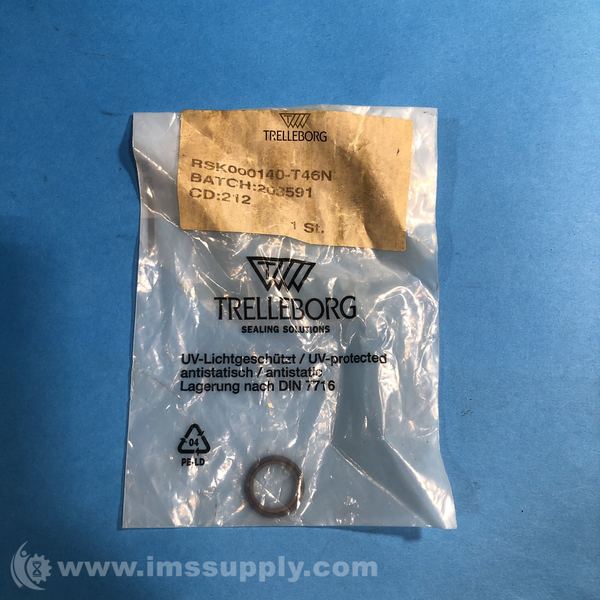 TRELLEBORG
RSK000140-T46N
BATCH:203591
CD:212
1 St.
TRELLEBORG
SEALING SOLUTIONS
UV-Lichtgeschützt / UV-protected
antistatisch / antistatic
Lagerung nach DIN 7716
04
PE-LD
www.imssupply.com